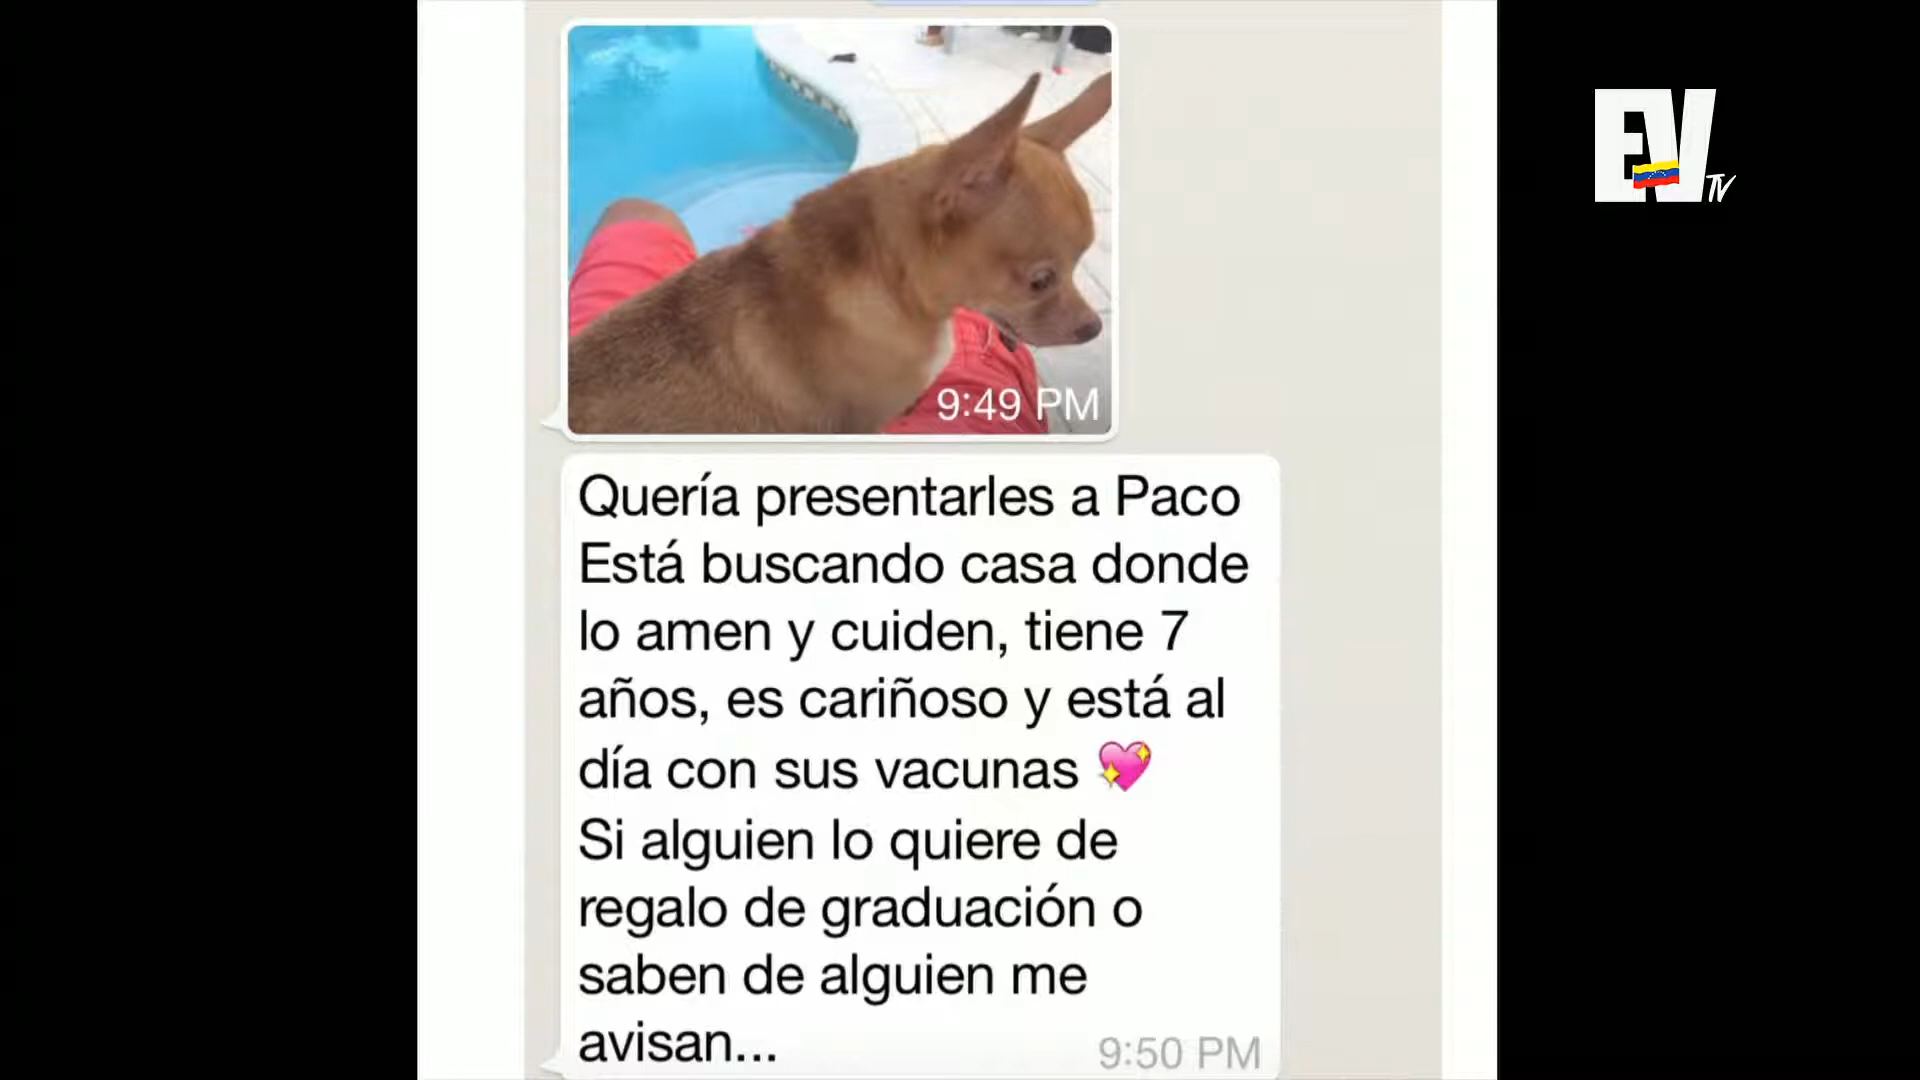 EV TV
9:49 PM
Quería presentarles a Paco
Está buscando casa donde
lo amen y cuiden, tiene 7
años, es cariñoso y está al
día con sus vacunas 💖
Si alguien lo quiere de
regalo de graduación o
saben de alguien me
avisan...
9:50 PM